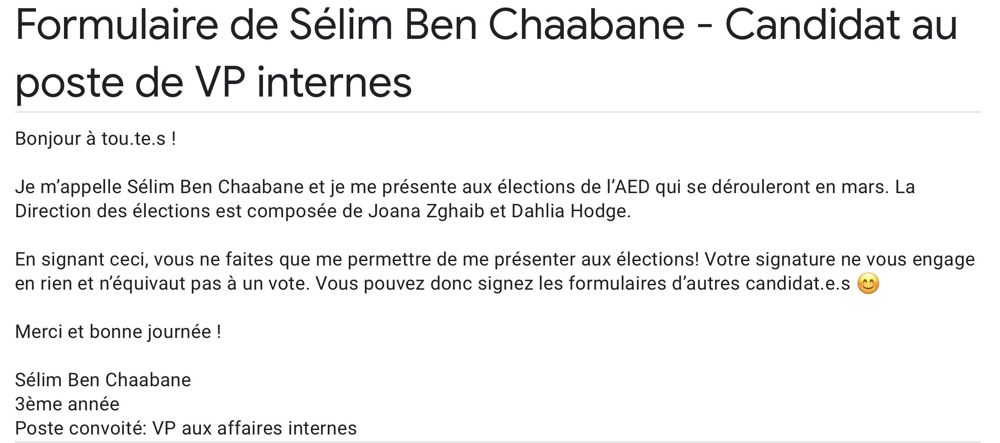 Formulaire de Sélim Ben Chaabane - Candidat au
poste de VP internes
Bonjour à tou.te.s !
Je m’appelle Sélim Ben Chaabane et je me présente aux élections de l’AED qui se dérouleront en mars. La
Direction des élections est composée de Joana Zghaib et Dahlia Hodge.
En signant ceci, vous ne faites que me permettre de me présenter aux élections! Votre signature ne vous engage
en rien et n’équivaut pas à un vote. Vous pouvez donc signez les formulaires d’autres candidat.e.s 😊
Merci et bonne journée !
Sélim Ben Chaabane
3ème année
Poste convoité: VP aux affaires internes